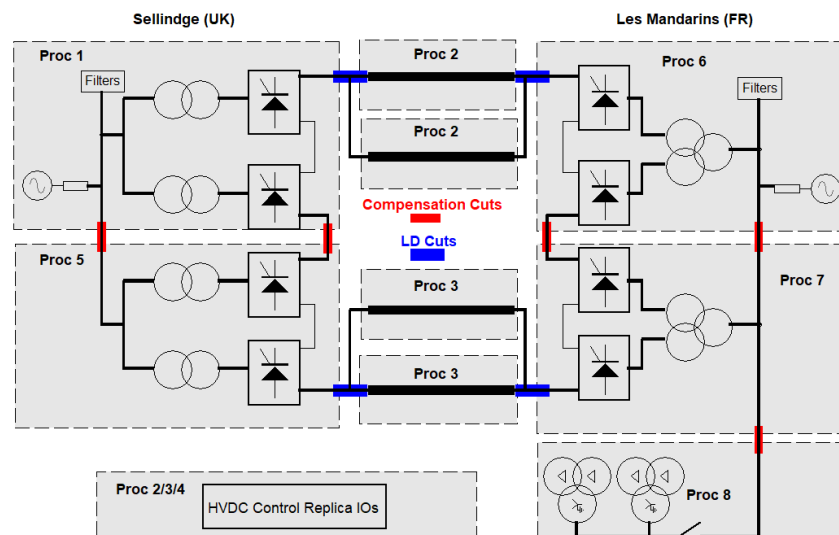 Sellindge (UK)
Les Mandarins (FR)
Proc 1
Filters
Proc 2
Proc 2
Proc 6
Filters
Compensation Cuts
LD Cuts
Proc 5
Proc 3
Proc 3
Proc 7
Proc 2/3/4
HVDC Control Replica IOs
Proc 8